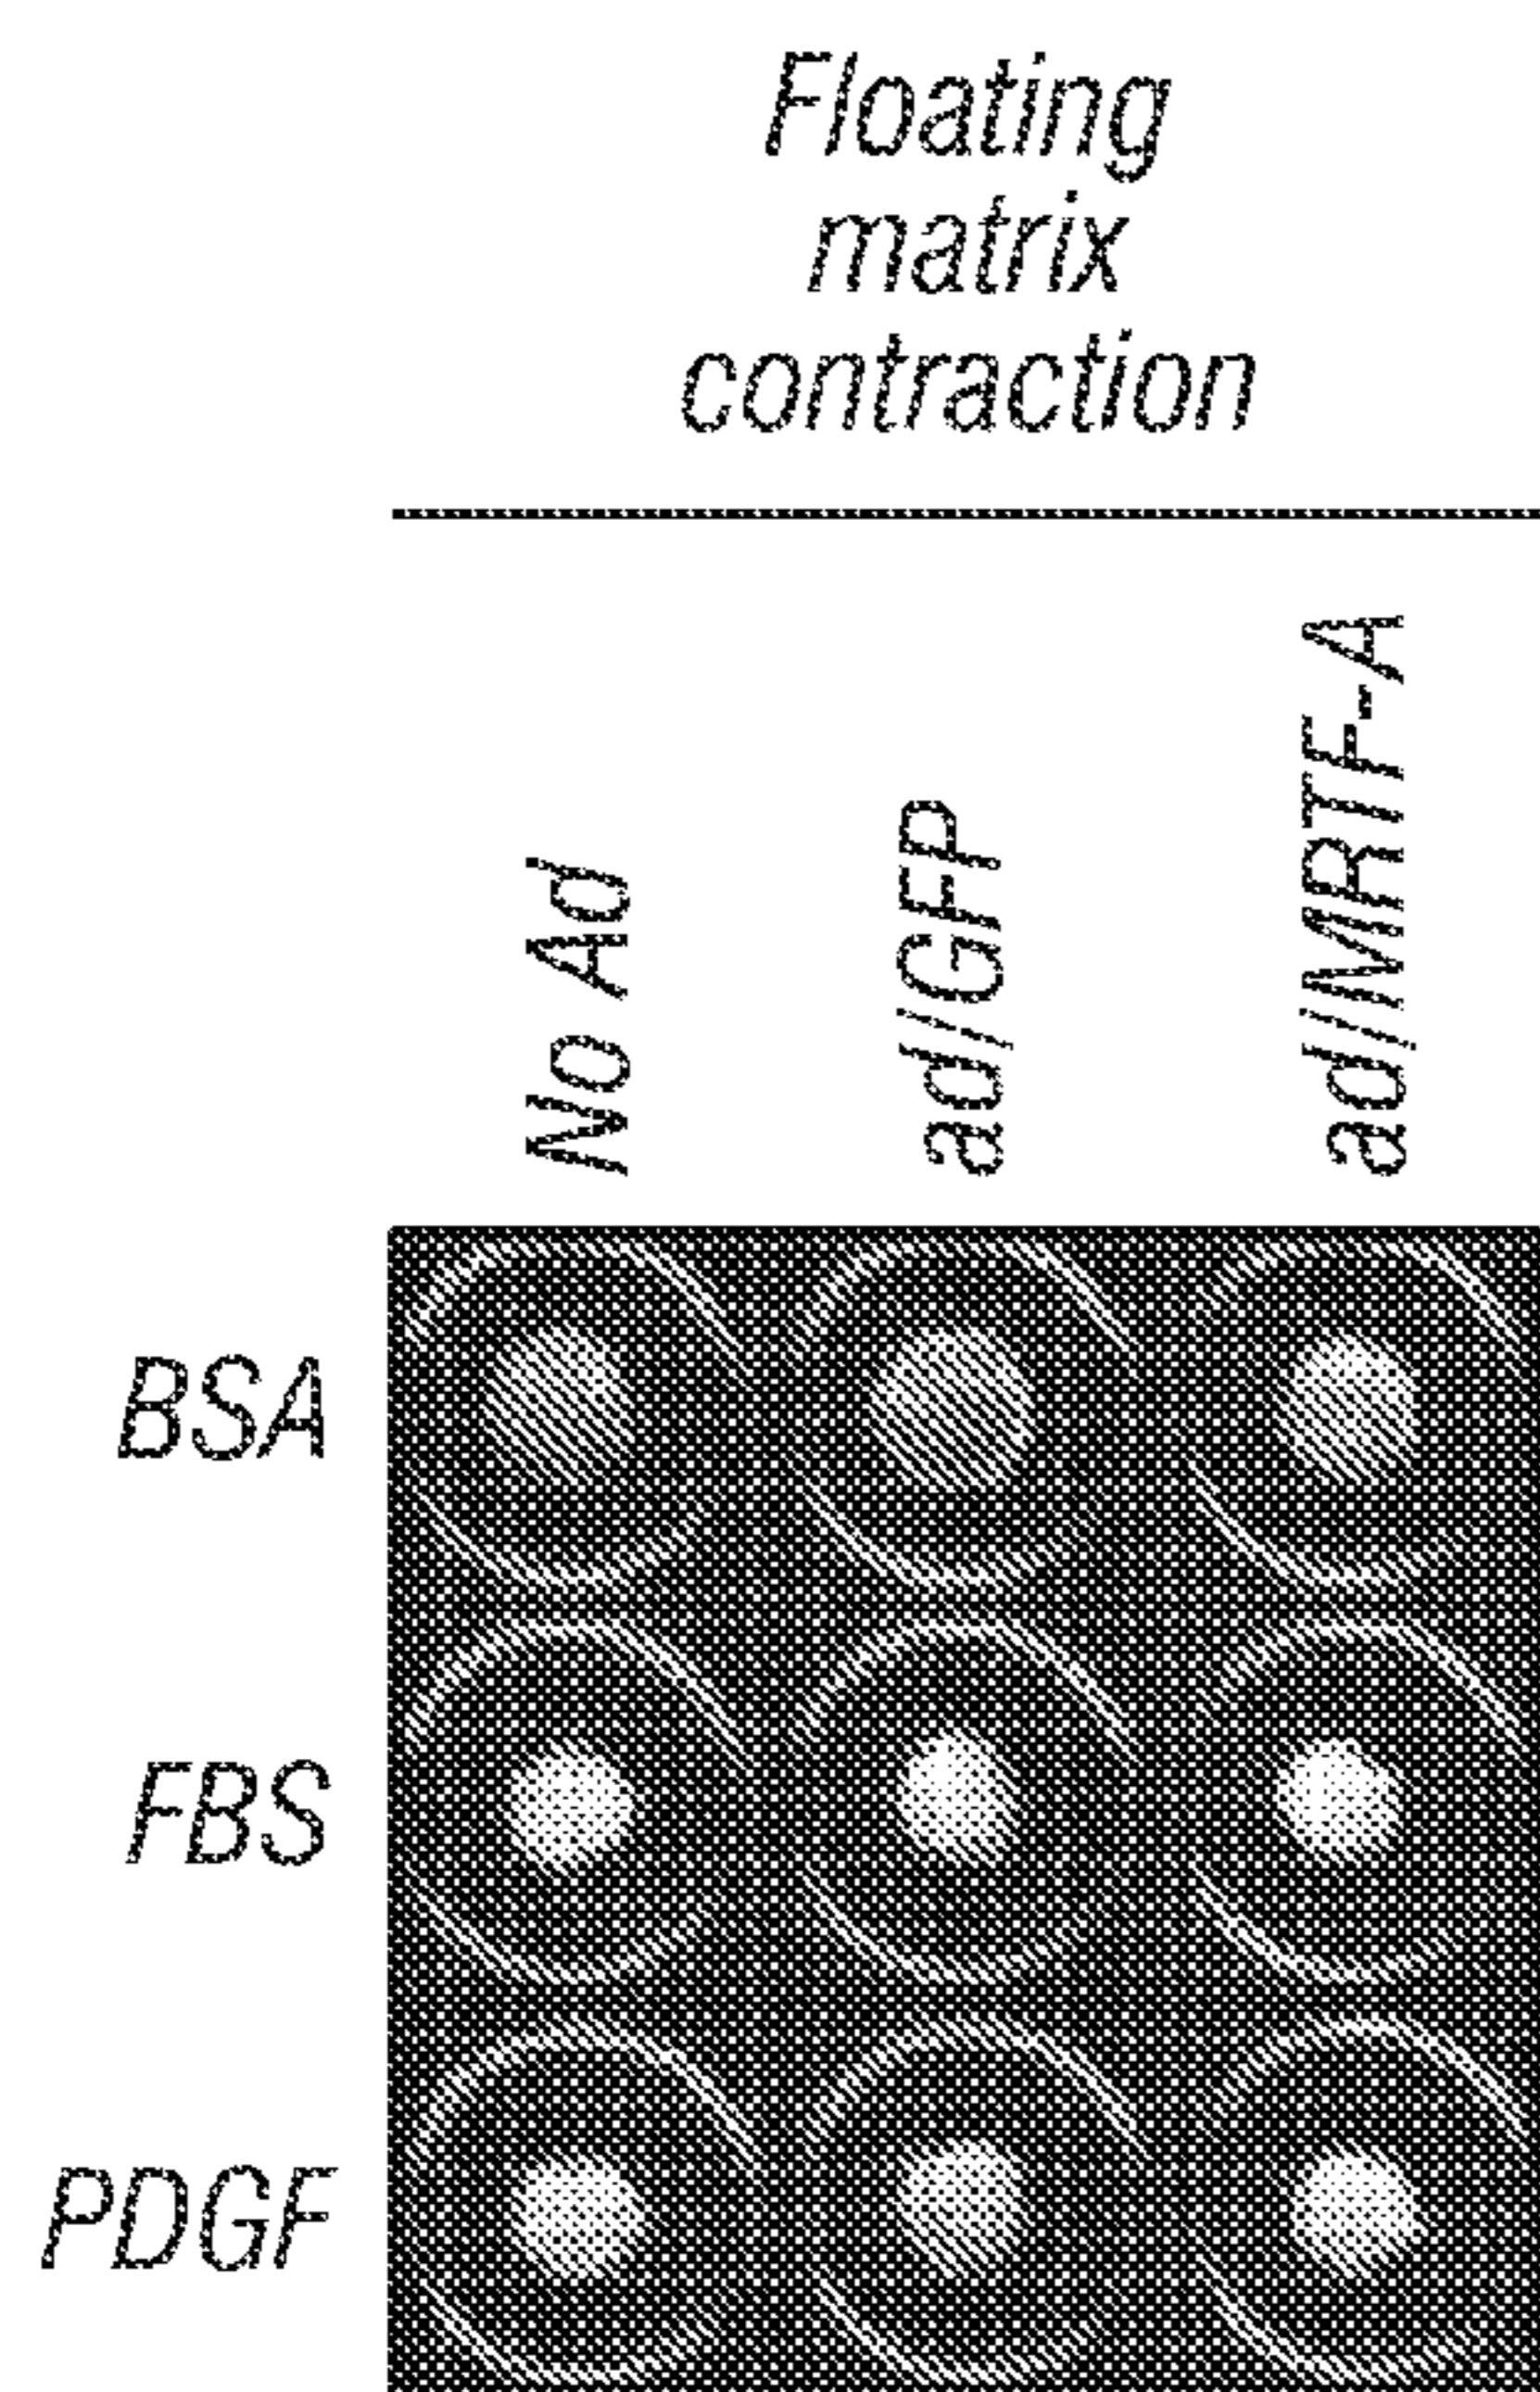 Floating
matrix
contraction
No Ad
ad/GFP
ad/MRTF-A
BSA
FBS
PDGF